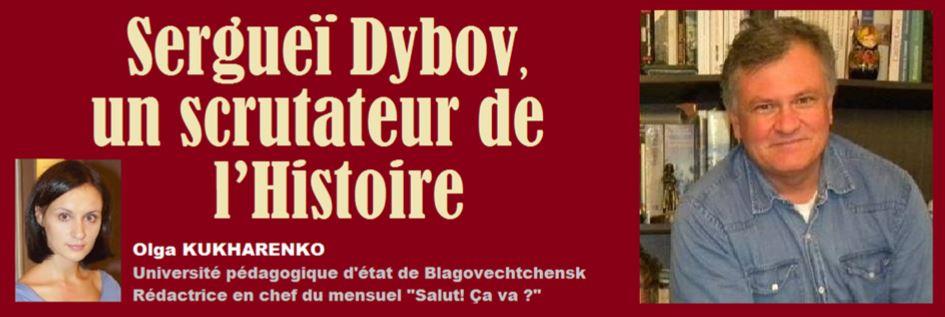 Sergueï Dybov,
un scrutateur de
l'Histoire
Olga KUKHARENKO
Université pédagogique d'état de Blagovechtchensk
Rédactrice en chef du mensuel "Salut! Ça va ?"